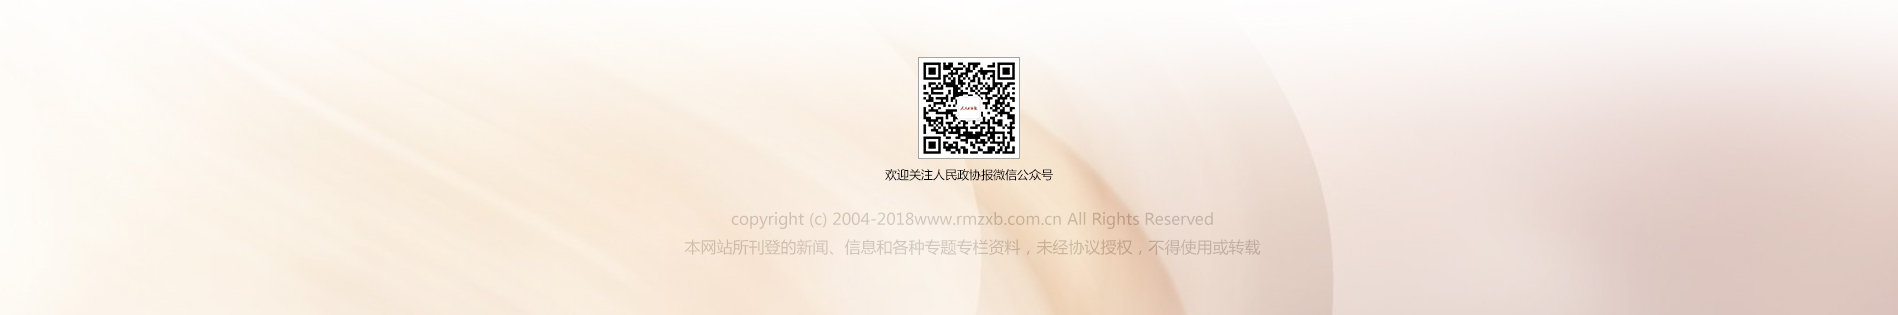 欢迎关注人民政协报微信公众号
copyright (c) 2004-2018www.rmzxb.com.cn All Rights Reserved
本网站所刊登的新闻、信息和各种专题专栏资料，未经协议授权，不得使用或转载